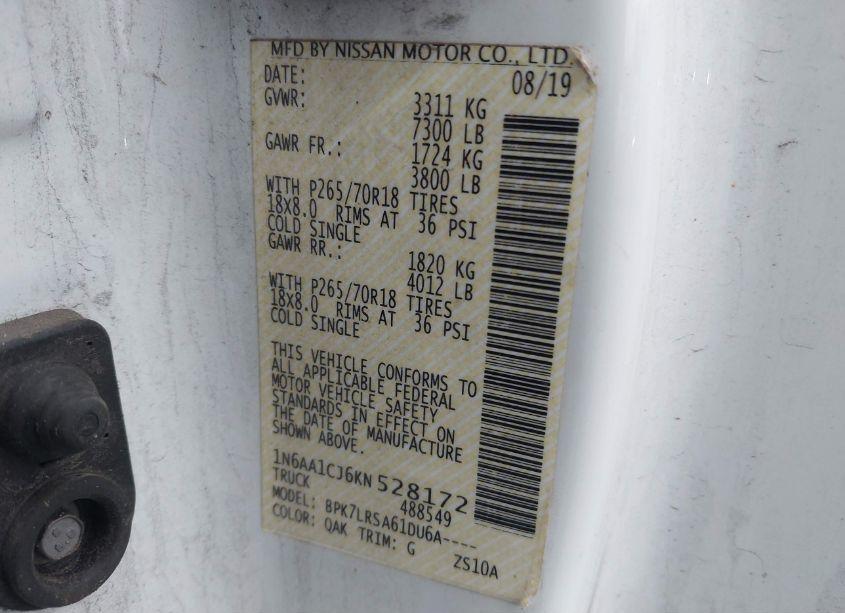 MFD BY NISSAN MOTOR CO., LTD.
DATE: 08/19
GVWR: 3311 KG
7300 LB
GAWR FR.: 1724 KG
3800 LB
WITH P265/70R18 TIRES
18X8.0 RIMS AT 36 PSI
COLD SINGLE
GAWR RR.: 1820 KG
4012 LB
WITH P265/70R18 TIRES
18X8.0 RIMS AT 36 PSI
COLD SINGLE
THIS VEHICLE CONFORMS TO
ALL APPLICABLE FEDERAL
MOTOR VEHICLE SAFETY
STANDARDS IN EFFECT ON
THE DATE OF MANUFACTURE
SHOWN ABOVE.
1N6AA1CJ6KN 528172
TRUCK 488549
MODEL: BPK7LRSA61DU6A----
COLOR: QAK TRIM: G ZS10A